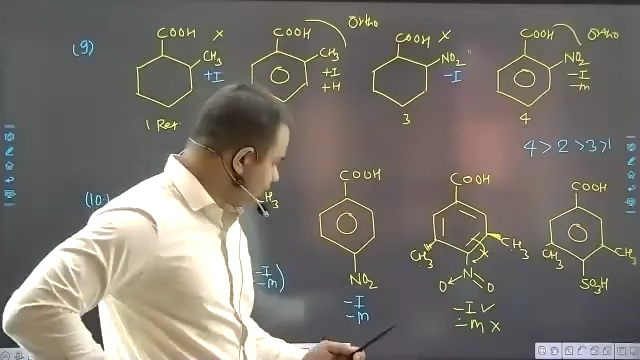 (9)
COOH
CH3
+I
1 Ret.
COOH
CH3
+I
+H
Ortho
COOH
NO2
-I
3
COOH
NO2
-I
-m
4
Ortho
4 > 2 > 3 > 1
(10.)
H3
-I
-m)
COOH
NO2
-I
-m
COOH
CH3
CH3
N
O
O
-I ✓
-m ×
COOH
CH3
CH3
SO3H